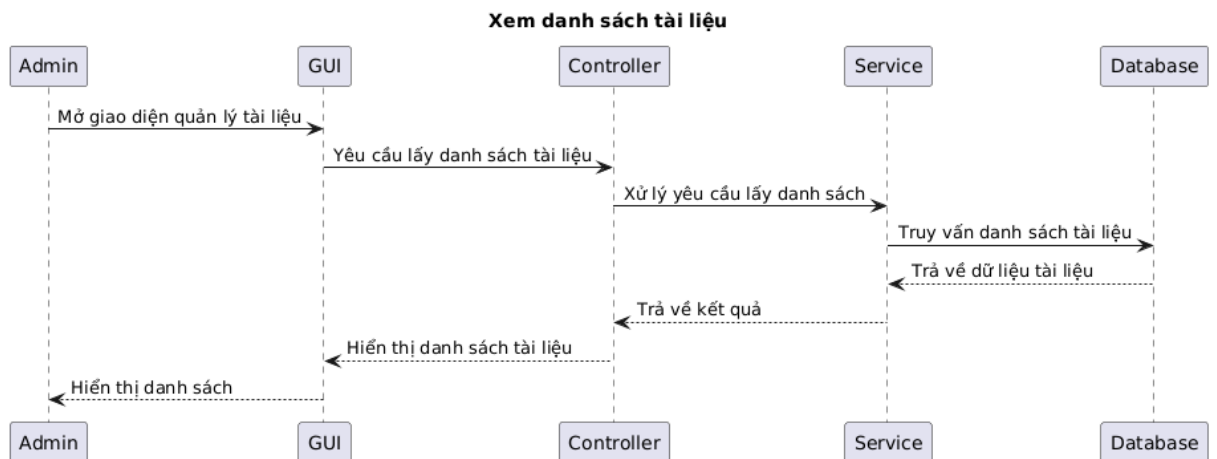 Xem danh sách tài liệu
Admin GUI Controller Service Database
Mở giao diện quản lý tài liệu
Yêu cầu lấy danh sách tài liệu
Xử lý yêu cầu lấy danh sách
Truy vấn danh sách tài liệu
Trả về dữ liệu tài liệu
Trả về kết quả
Hiển thị danh sách tài liệu
Hiển thị danh sách
Admin GUI Controller Service Database